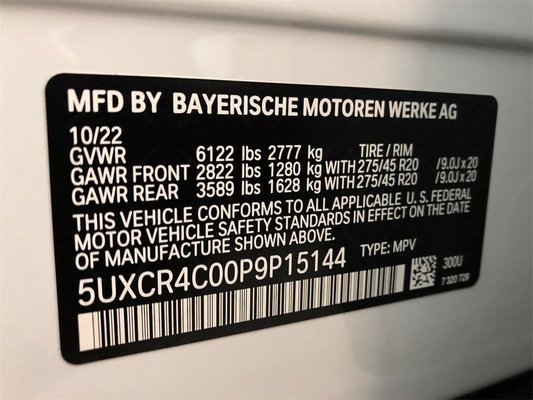 MFD BY BAYERISCHE MOTOREN WERKE AG
10/22
GVWR 6122 lbs 2777 kg TIRE / RIM
GAWR FRONT 2822 lbs 1280 kg WITH 275/45 R20 /9.0J x 20
GAWR REAR 3589 lbs 1628 kg WITH 275/45 R20 /9.0J x 20
THIS VEHICLE CONFORMS TO ALL APPLICABLE U.S. FEDERAL
MOTOR VEHICLE SAFETY STANDARDS IN EFFECT ON THE DATE
OF MANUFACTURE SHOWN ABOVE.
5UXCR4C00P9P15144 TYPE: MPV
300U
7 320 729